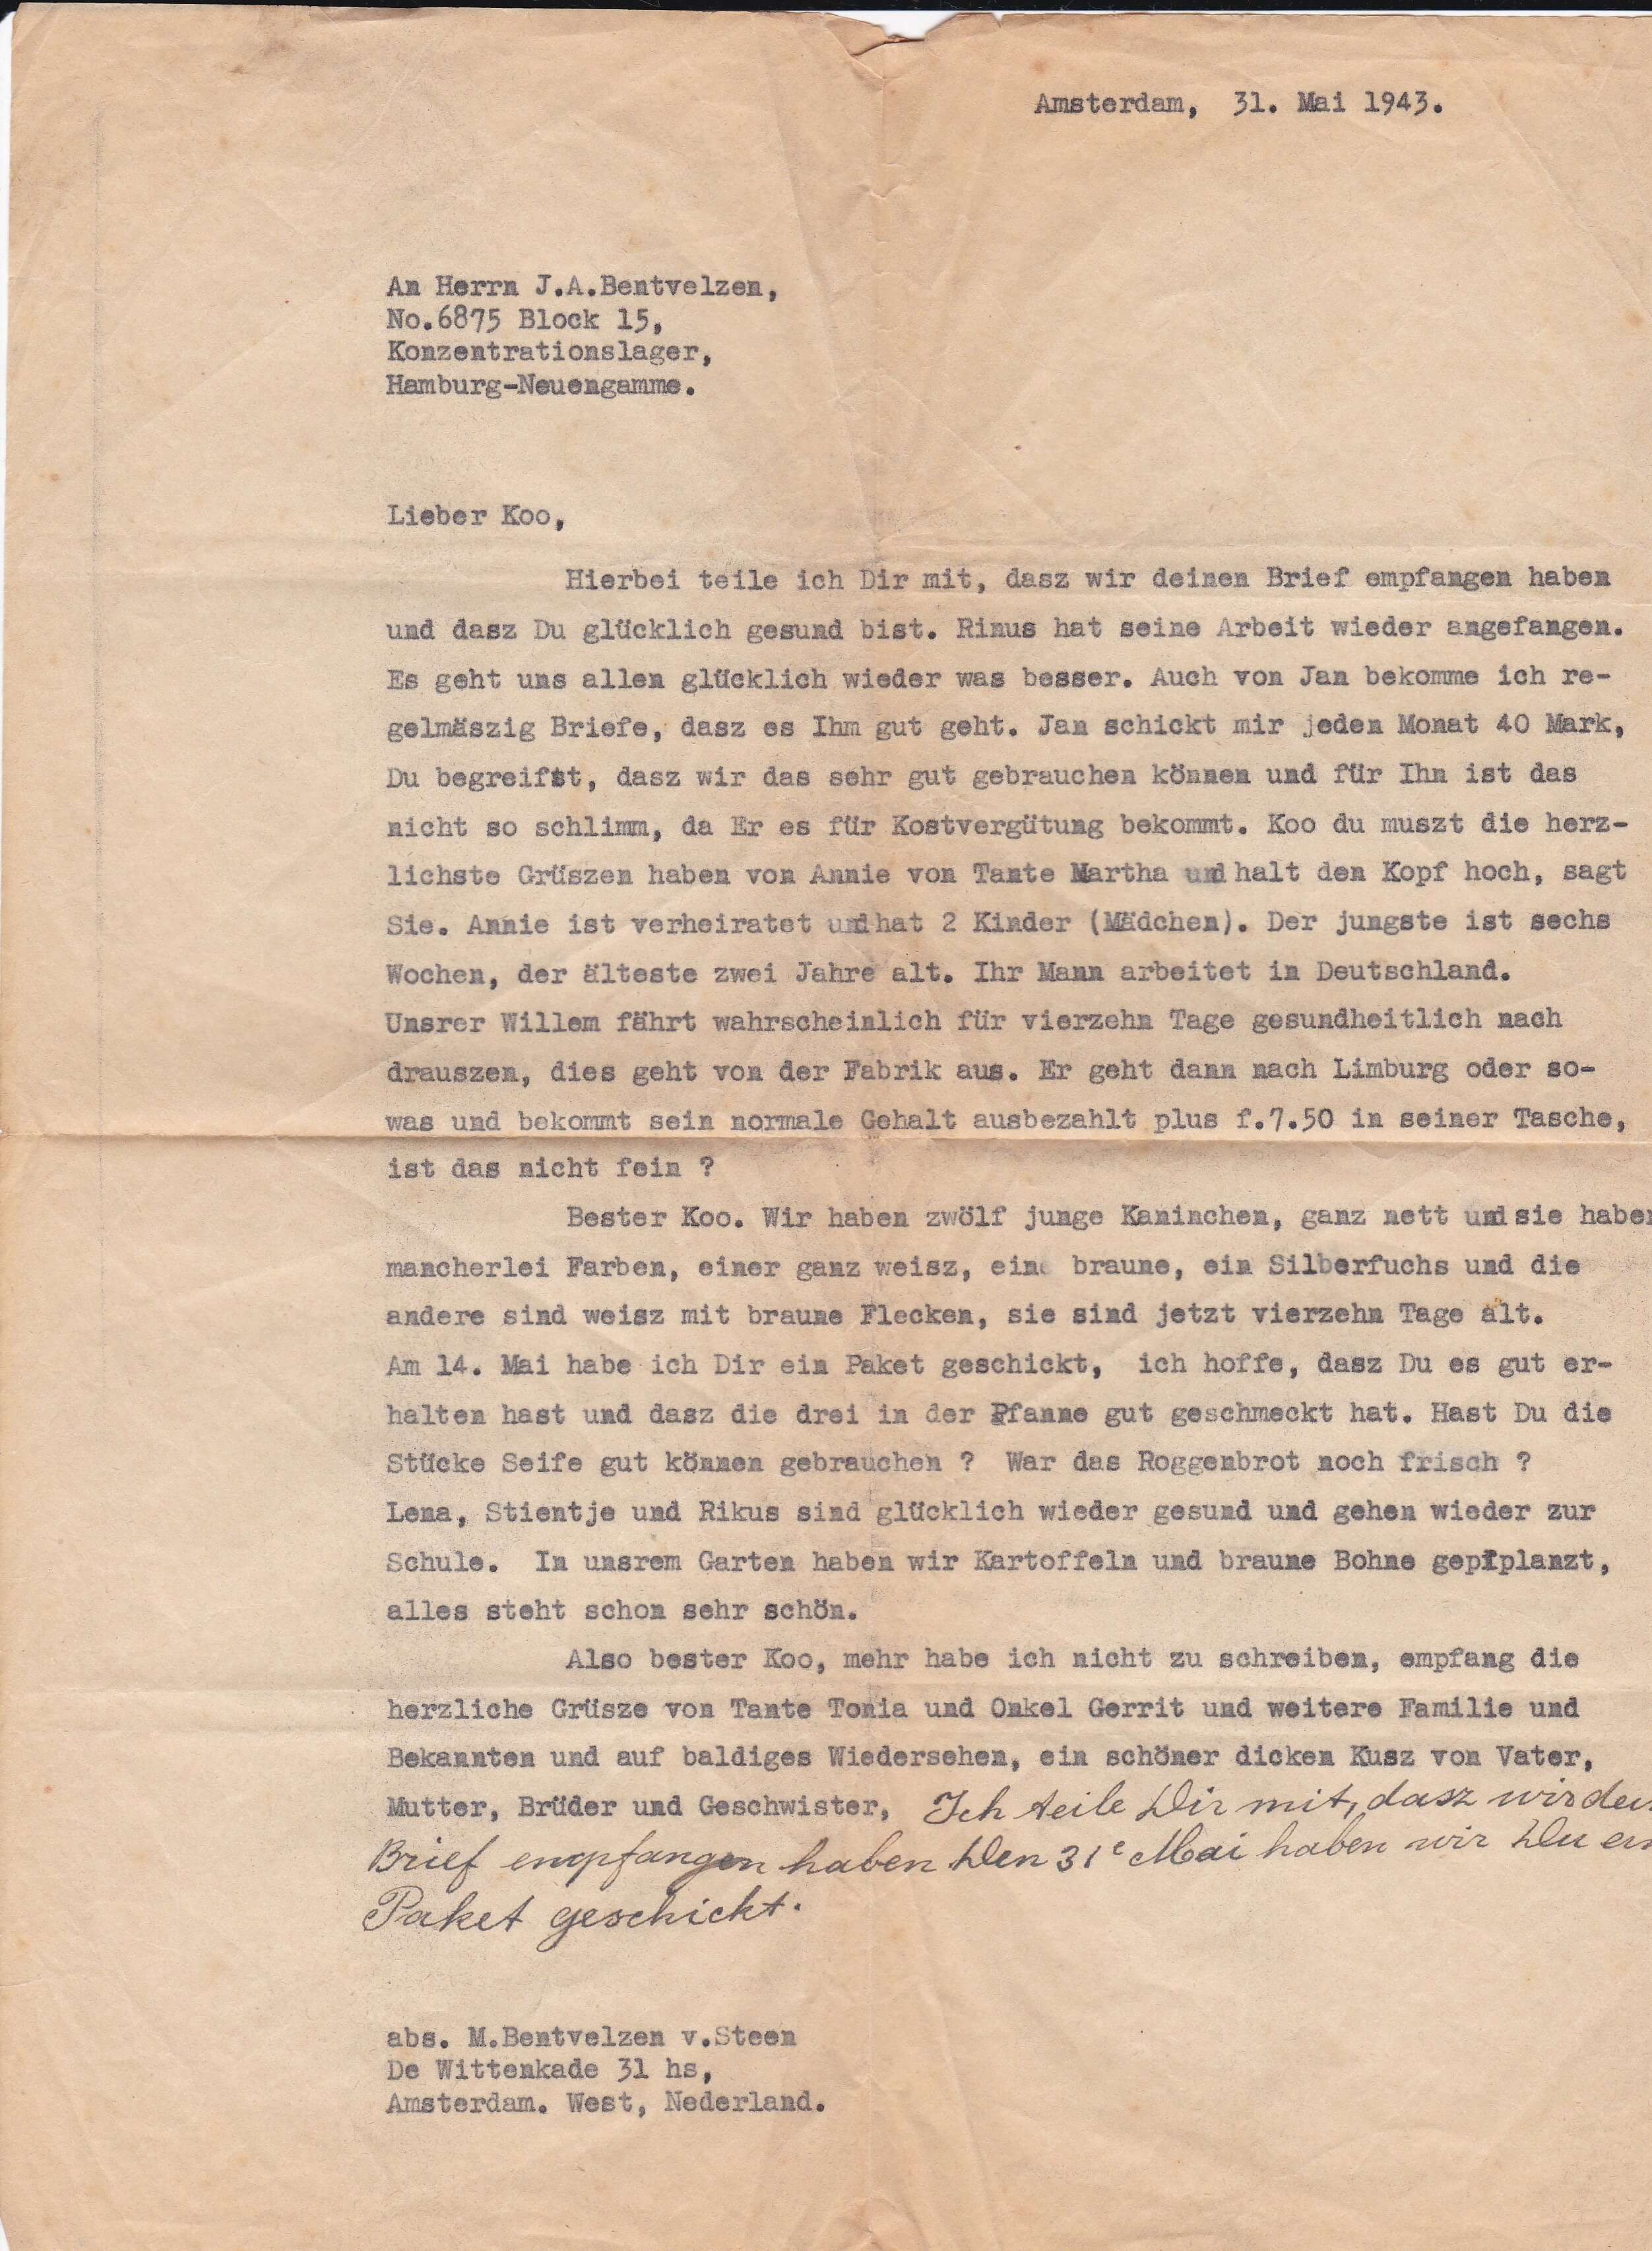 Amsterdam, 31. Mai 1943.
An Herrn J.A.Bentvelzen,
No.6875 Block 15,
Konzentrationslager,
Hamburg-Neuengamme.
Lieber Koo,
Hierbei teile ich Dir mit, dasz wir deinen Brief empfangen haben
und dasz Du glücklich gesund bist. Rinus hat seine Arbeit wieder angefangen.
Es geht uns allen glücklich wieder was besser. Auch von Jan bekomme ich re-
gelmäszig Briefe, dasz es Ihm gut geht. Jan schickt mir jeden Monat 40 Mark,
Du begreifst, dasz wir das sehr gut gebrauchen können und für Ihn ist das
nicht so schlimm, da Er es für Kostvergütung bekommt. Koo du muszt die herz-
lichste Grüszen haben von Annie von Tante Martha und halt den Kopf hoch, sagt
Sie. Annie ist verheiratet und hat 2 Kinder (Mädchen). Der jungste ist sechs
Wochen, der älteste zwei Jahre alt. Ihr Mann arbeitet in Deutschland.
Unsrer Willem fährt wahrscheinlich für vierzehn Tage gesundheitlich nach
drauszen, dies geht von der Fabrik aus. Er geht dann nach Limburg oder so-
was und bekommt sein normale Gehalt ausbezahlt plus f.7.50 in seiner Tasche,
ist das nicht fein ?
Bester Koo. Wir haben zwölf junge Kaninchen, ganz nett und sie haben
mancherlei Farben, einer ganz weisz, eine braune, ein Silberfuchs und die
andere sind weisz mit braune Flecken, sie sind jetzt vierzehn Tage alt.
Am 14. Mai habe ich Dir ein Paket geschickt, ich hoffe, dasz Du es gut er-
halten hast und dasz die drei in der Pfanne gut geschmeckt hat. Hast Du die
Stücke Seife gut können gebrauchen ? War das Roggenbrot noch frisch ?
Lena, Stientje und Rikus sind glücklich wieder gesund und gehen wieder zur
Schule. In unsrem Garten haben wir Kartoffeln und braune Bohne gepfplanzt,
alles steht schon sehr schön.
Also bester Koo, mehr habe ich nicht zu schreiben, empfang die
herzliche Grüsze von Tante Tonia und Onkel Gerrit und weitere Familie und
Bekannten und auf baldiges Wiedersehen, ein schöner dicken Kusz von Vater,
Mutter, Brüder und Geschwister, Ich teile Dir mit, dasz wir
Brief empfangen haben Den 31e Mai haben wir Du
Paket geschickt.
abs. M.Bentvelzen v.Steen
De Wittenkade 31 hs,
Amsterdam. West, Nederland.